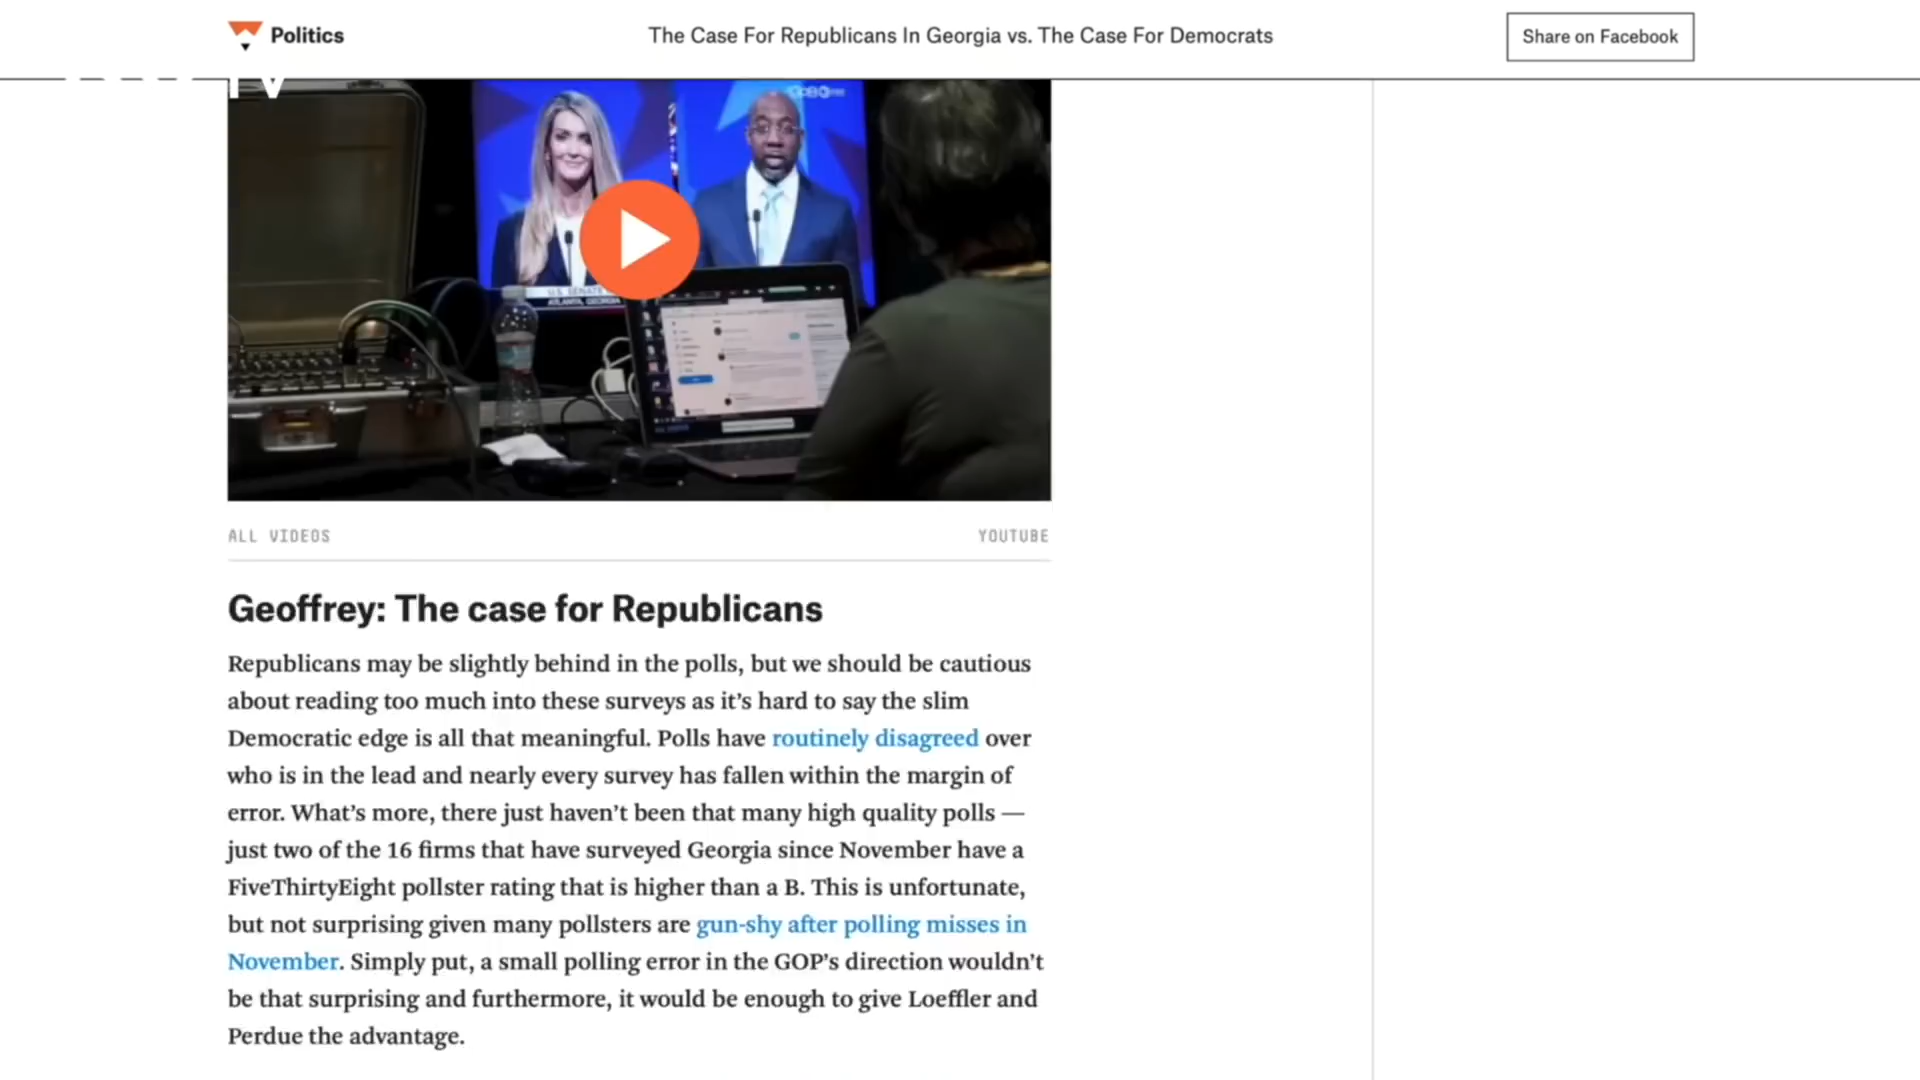 Politics
The Case For Republicans In Georgia vs. The Case For Democrats
Share on Facebook
TV
U.S. SENATE
ATLANTA, GEORGIA
ALL VIDEOS
YOUTUBE
Geoffrey: The case for Republicans
Republicans may be slightly behind in the polls, but we should be cautious
about reading too much into these surveys as it’s hard to say the slim
Democratic edge is all that meaningful. Polls have routinely disagreed over
who is in the lead and nearly every survey has fallen within the margin of
error. What’s more, there just haven’t been that many high quality polls —
just two of the 16 firms that have surveyed Georgia since November have a
FiveThirtyEight pollster rating that is higher than a B. This is unfortunate,
but not surprising given many pollsters are gun-shy after polling misses in
November. Simply put, a small polling error in the GOP’s direction wouldn’t
be that surprising and furthermore, it would be enough to give Loeffler and
Perdue the advantage.